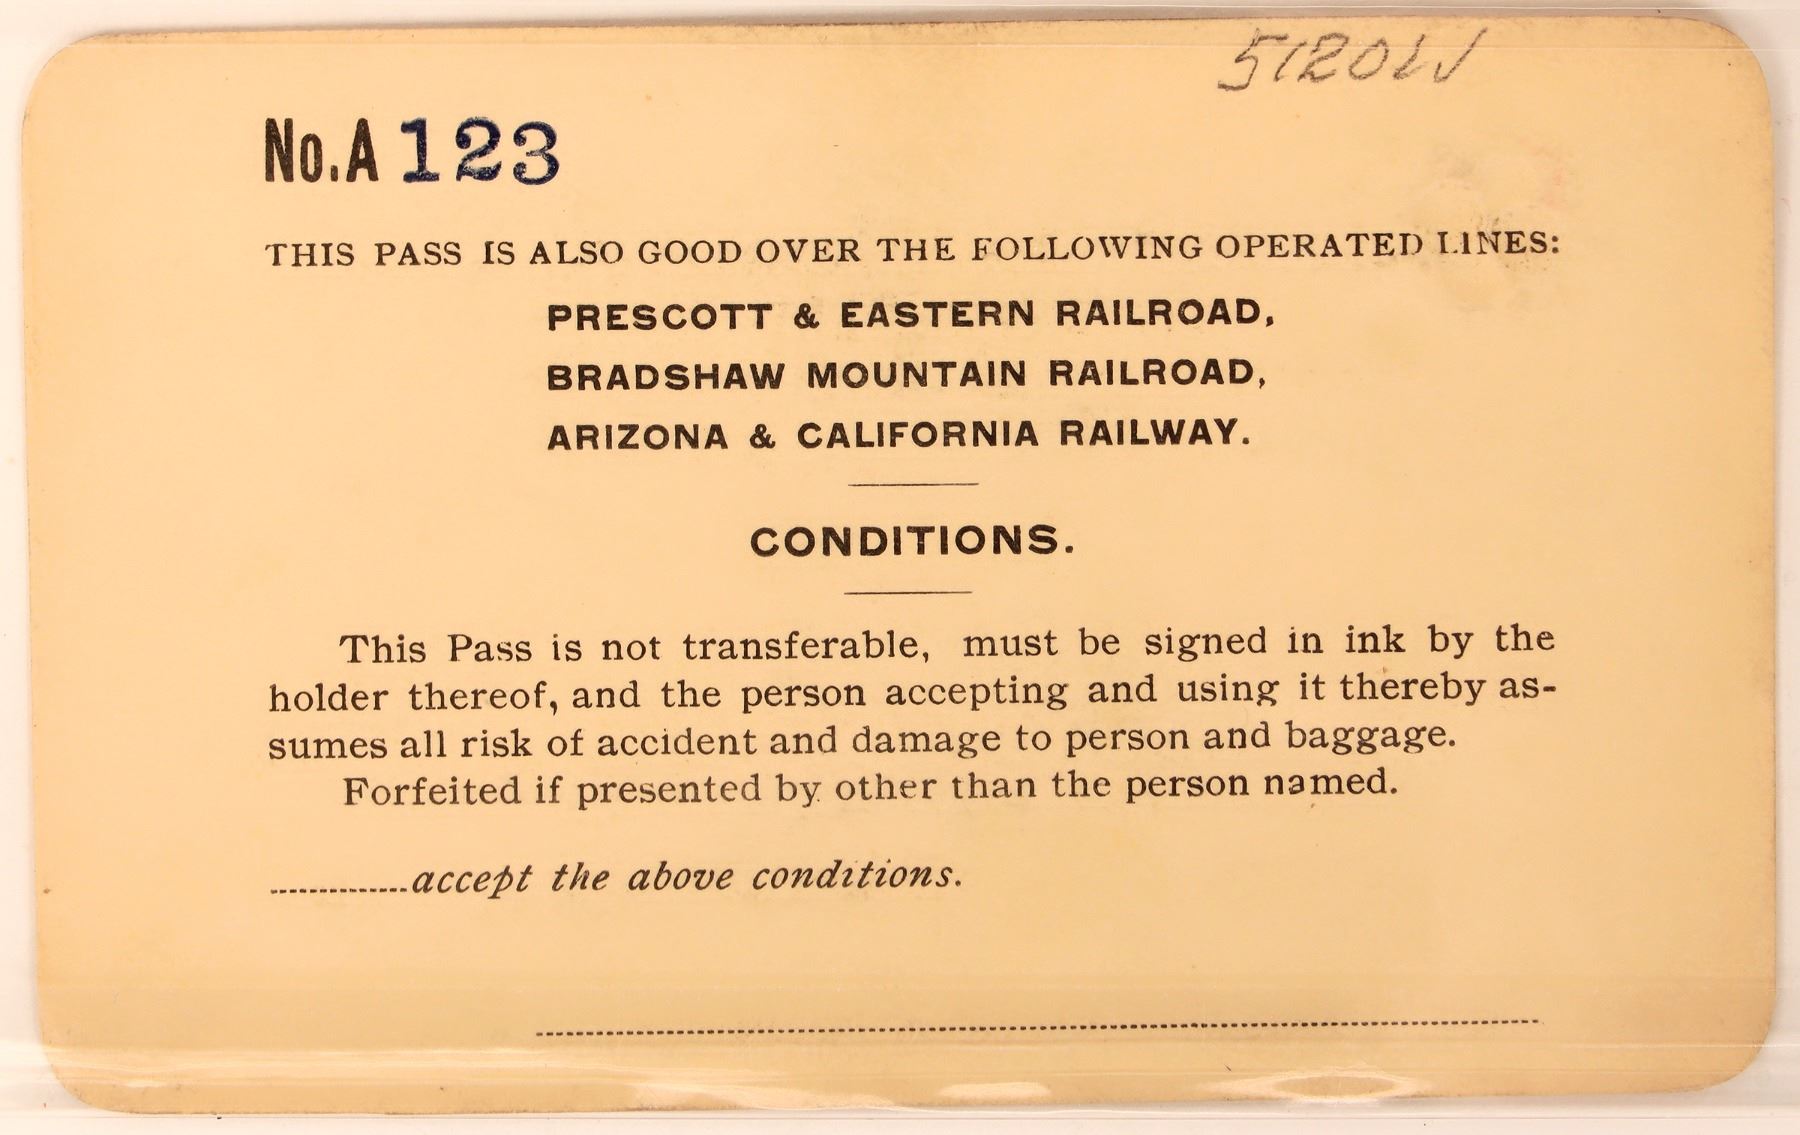 No. A 123
THIS PASS IS ALSO GOOD OVER THE FOLLOWING OPERATED LINES:
PRESCOTT & EASTERN RAILROAD,
BRADSHAW MOUNTAIN RAILROAD,
ARIZONA & CALIFORNIA RAILWAY.
CONDITIONS.
This Pass is not transferable, must be signed in ink by the
holder thereof, and the person accepting and using it thereby as-
sumes all risk of accident and damage to person and baggage.
Forfeited if presented by other than the person named.
..............accept the above conditions.